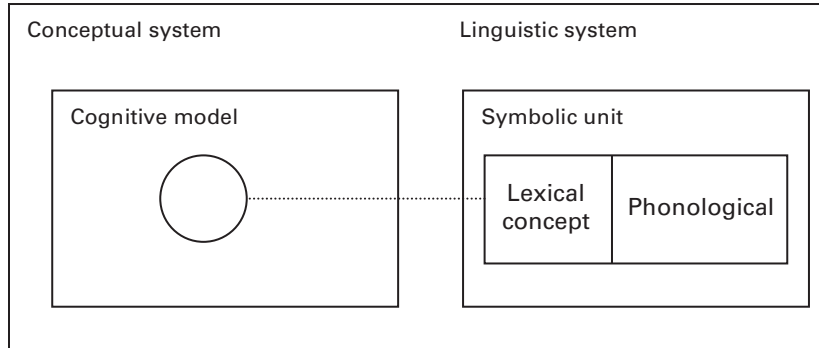 Conceptual system
Linguistic system
Cognitive model
Symbolic unit
Lexical
concept
Phonological